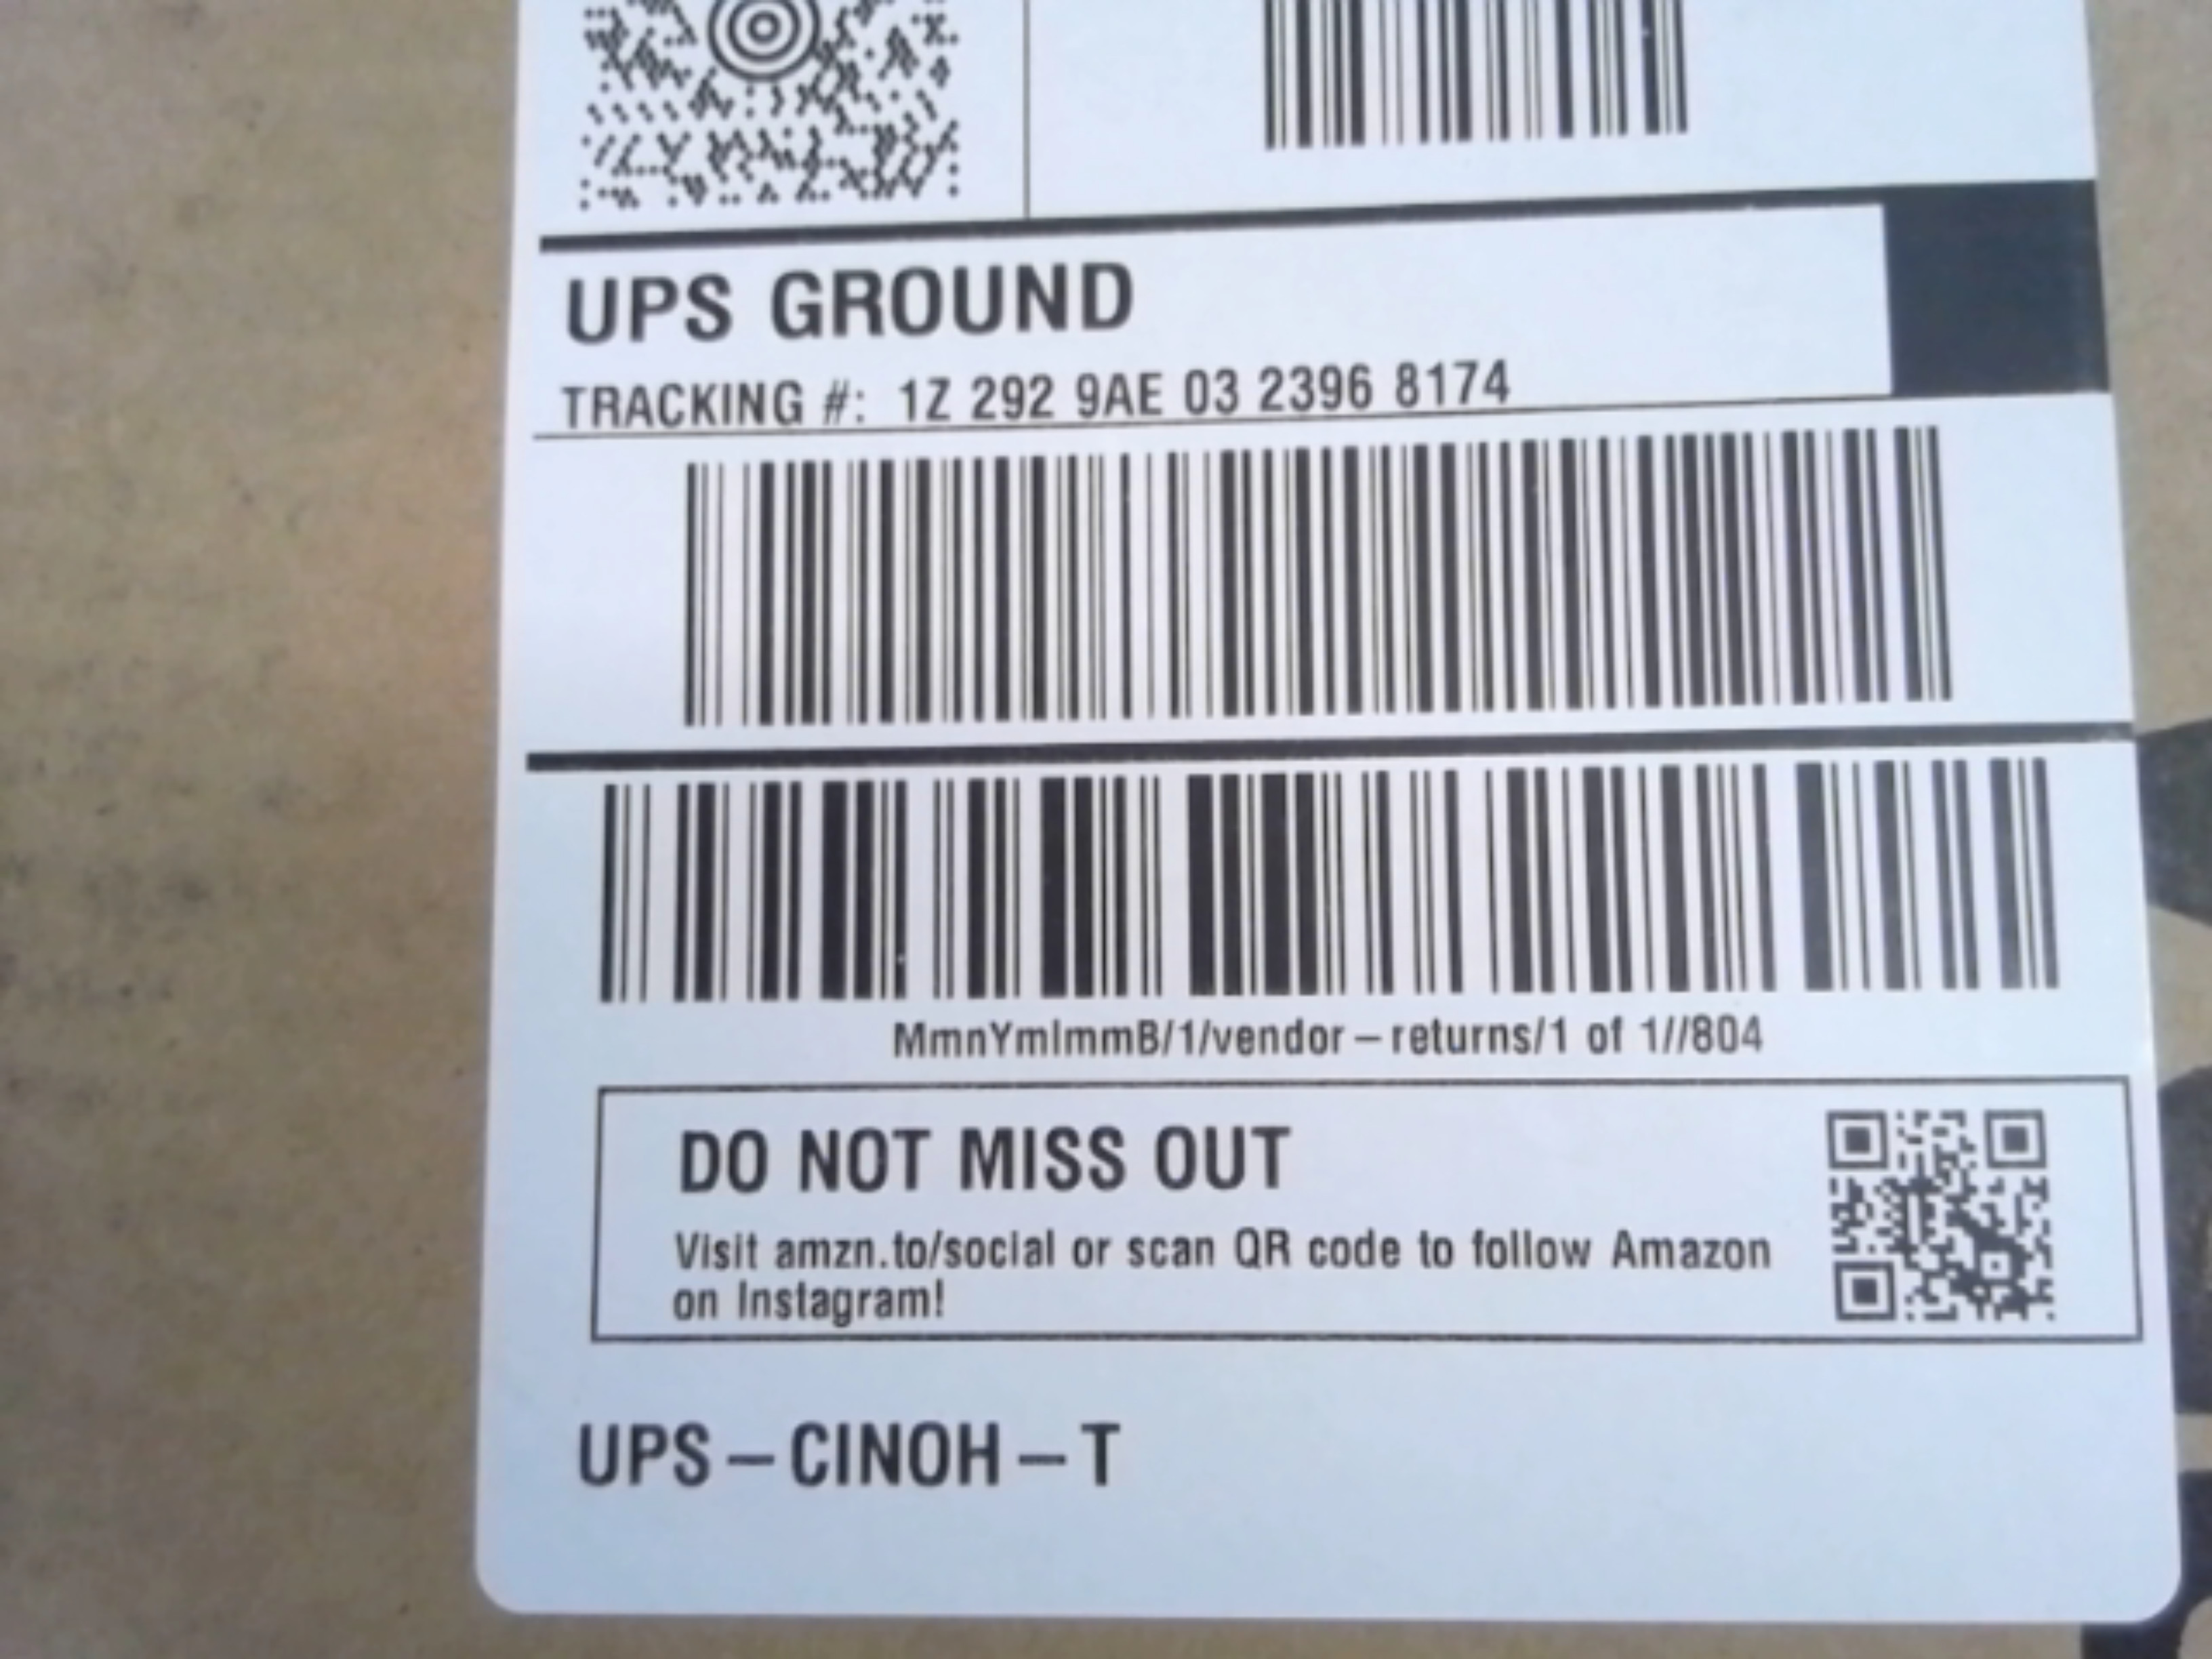 UPS GROUND
TRACKING #: 1Z 292 9AE 03 2396 8174
MmnYmlmmB/1/vendor-returns/1 of 1//804
DO NOT MISS OUT
Visit amzn.to/social or scan QR code to follow Amazon
on Instagram!
UPS-CINOH-T